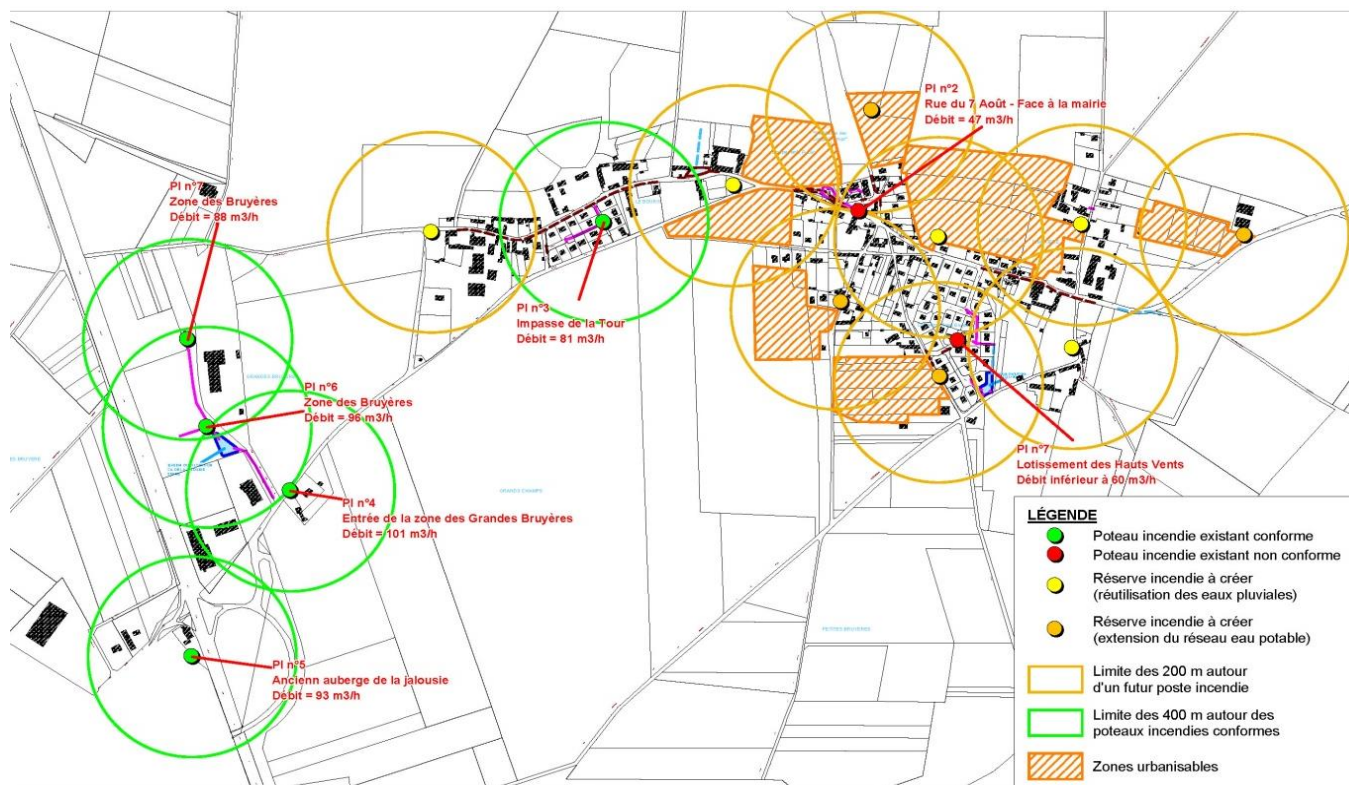 PI n°2
Rue du 7 Août - Face à la mairie
Débit = 47 m3/h
PI n°7
Zone des Bruyères
Débit = 88 m3/h
PI n°3
Impasse de la Tour
Débit = 81 m3/h
PI n°6
Zone des Bruyères
Débit = 96 m3/h
GRANDES CHAMPS
PI n°4
Entrée de la zone des Grandes Bruyères
Débit = 101 m3/h
PI n°7
Lotissement des Hauts Vents
Débit inférieur à 60 m3/h
PETITES BRUYÈRES
PI n°5
Ancienn auberge de la jalousie
Débit = 93 m3/h
LÉGENDE
Poteau incendie existant conforme
Poteau incendie existant non conforme
Réserve incendie à créer
(réutilisation des eaux pluviales)
Réserve incendie à créer
(extension du réseau eau potable)
Limite des 200 m autour
d'un futur poste incendie
Limite des 400 m autour des
poteaux incendies conformes
Zones urbanisables